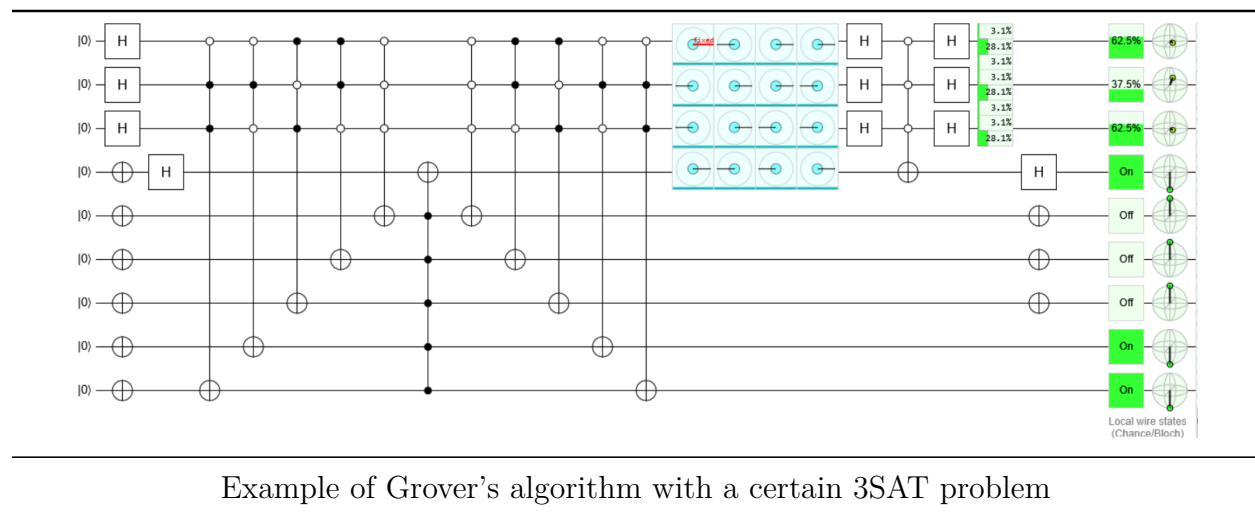 |0⟩ H H H 3.1% 62.5%
fixed
28.1%
3.1%
|0⟩ H H H 3.1% 37.5%
28.1%
3.1%
|0⟩ H H H 3.1% 62.5%
28.1%
|0⟩ H H On
|0⟩ Off
|0⟩ Off
|0⟩ Off
|0⟩ On
|0⟩ On
Local wire states
(Chance/Bloch)
Example of Grover's algorithm with a certain 3SAT problem